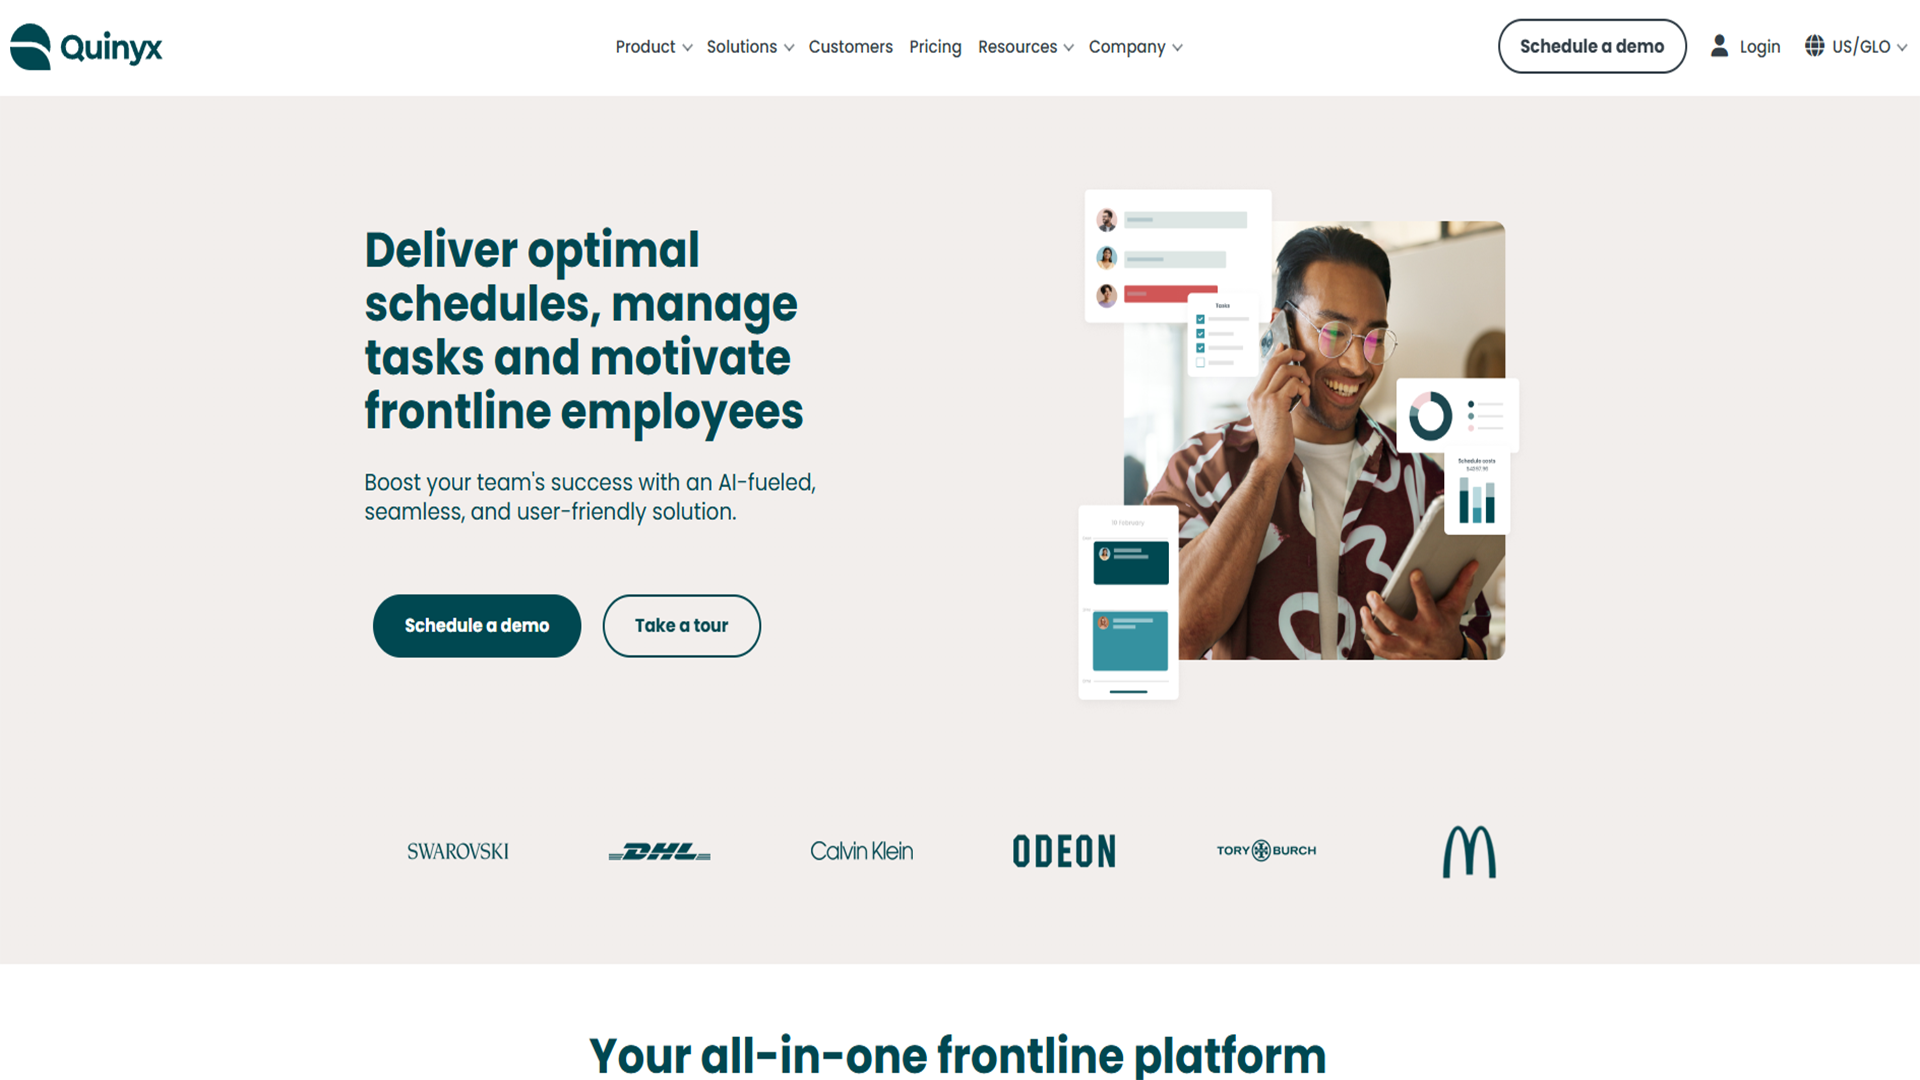 Quinyx
Product
Solutions
Customers
Pricing
Resources
Company
Schedule a demo
Login
US/GLO
Deliver optimal
schedules, manage
tasks and motivate
frontline employees
Boost your team's success with an AI-fueled,
seamless, and user-friendly solution.
Schedule a demo
Take a tour
Tasks
Schedule costs
February
SWAROVSKI
DHL
Calvin Klein
ODEON
TORY BURCH
M
Your all-in-one frontline platform